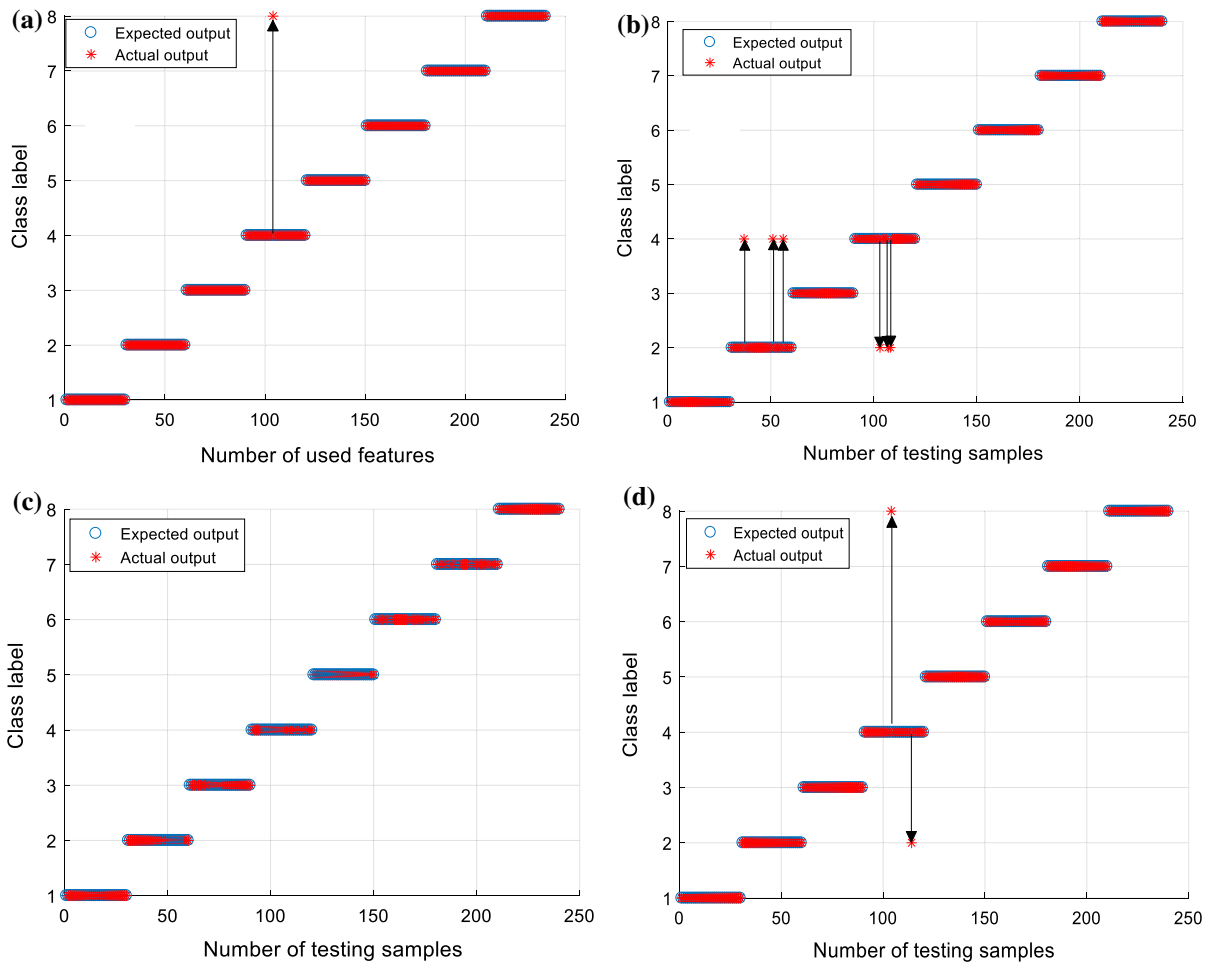 (a)
Expected output
Actual output
8
7
6
5
4
3
2
1
Class label
0 50 100 150 200 250
Number of used features
(b)
Expected output
Actual output
8
7
6
5
4
3
2
1
Class label
0 50 100 150 200 250
Number of testing samples
(c)
Expected output
Actual output
8
7
6
5
4
3
2
1
Class label
0 50 100 150 200 250
Number of testing samples
(d)
Expected output
Actual output
8
7
6
5
4
3
2
1
Class label
0 50 100 150 200 250
Number of testing samples